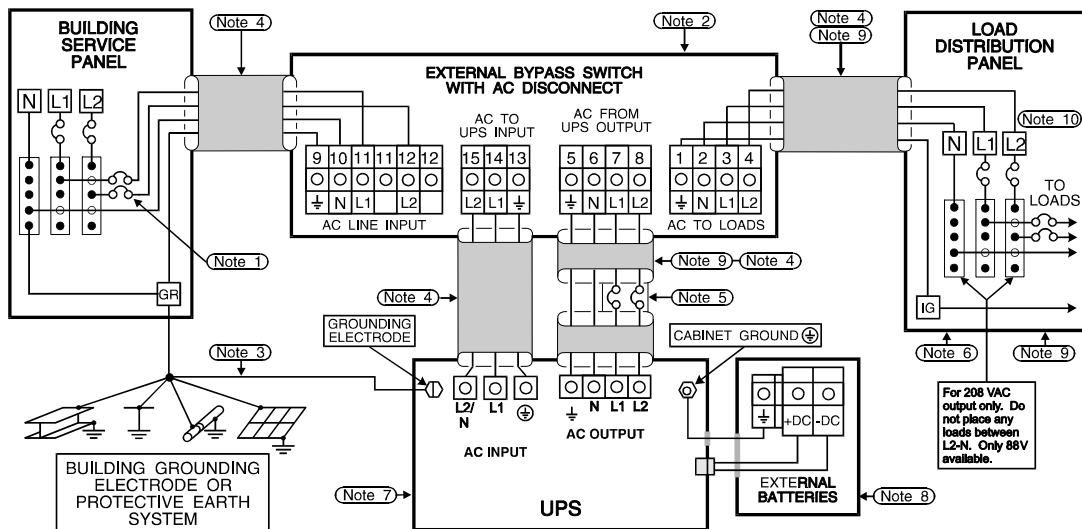 BUILDING
SERVICE
PANEL
N L1 L2
GR
Note 4
Note 1
Note 2
EXTERNAL BYPASS SWITCH
WITH AC DISCONNECT
AC TO
UPS INPUT
AC FROM
UPS OUTPUT
9 10 11 11 12 12
N L1 L2
AC LINE INPUT
15 14 13
L2 L1
5 6 7 8
N L1 L2
1 2 3 4
N L1 L2
AC TO LOADS
Note 4
Note 9
LOAD
DISTRIBUTION
PANEL
Note 10
N L1 L2
TO
LOADS
IG
Note 6
Note 9
For 208 VAC
output only. Do
not place any
loads between
L2-N. Only 88V
available.
Note 4
Note 9
Note 4
Note 5
Note 3
GROUNDING
ELECTRODE
CABINET GROUND
L2/
N
L1
AC INPUT
N L1 L2
AC OUTPUT
UPS
Note 7
+DC -DC
EXTERNAL
BATTERIES
Note 8
BUILDING GROUNDING
ELECTRODE OR
PROTECTIVE EARTH
SYSTEM